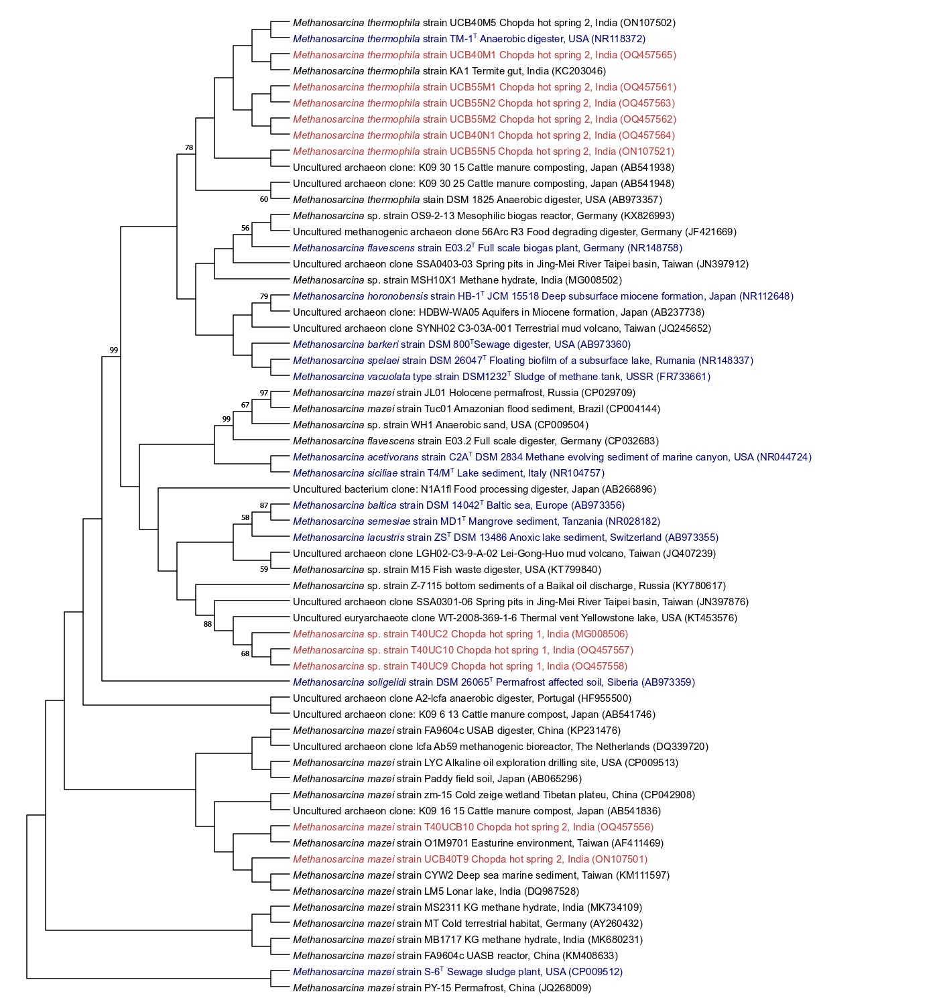 Methanosarcina thermophila strain UCB40M5 Chopda hot spring 2, India (ON107502)
Methanosarcina thermophila strain TM-1T Anaerobic digester, USA (NR118372)
Methanosarcina thermophila strain UCB40M1 Chopda hot spring 2, India (OQ457565)
Methanosarcina thermophila strain KA1 Termite gut, India (KC203046)
Methanosarcina thermophila strain UCB55M1 Chopda hot spring 2, India (OQ457561)
Methanosarcina thermophila strain UCB55N2 Chopda hot spring 2, India (OQ457563)
Methanosarcina thermophila strain UCB55M2 Chopda hot spring 2, India (OQ457562)
Methanosarcina thermophila strain UCB40N1 Chopda hot spring 2, India (OQ457564)
78
Methanosarcina thermophila strain UCB55N5 Chopda hot spring 2, India (ON107521)
Uncultured archaeon clone: K09 30 15 Cattle manure composting, Japan (AB541938)
Uncultured archaeon clone: K09 30 25 Cattle manure composting, Japan (AB541948)
60 Methanosarcina thermophila stain DSM 1825 Anaerobic digester, USA (AB973357)
Methanosarcina sp. strain OS9-2-13 Mesophilic biogas reactor, Germany (KX826993)
56
Uncultured methanogenic archaeon clone 56Arc R3 Food degrading digester, Germany (JF421669)
Methanosarcina flavescens strain E03.2T Full scale biogas plant, Germany (NR148758)
Uncultured archaeon clone SSA0403-03 Spring pits in Jing-Mei River Taipei basin, Taiwan (JN397912)
Methanosarcina sp. strain MSH10X1 Methane hydrate, India (MG008502)
79 Methanosarcina horonobensis strain HB-1T JCM 15518 Deep subsurface miocene formation, Japan (NR112648)
Uncultured archaeon clone: HDBW-WA05 Aquifers in Miocene formation, Japan (AB237738)
Uncultured archaeon clone SYNH02 C3-03A-001 Terrestrial mud volcano, Taiwan (JQ245652)
Methanosarcina barkeri strain DSM 800TSewage digester, USA (AB973360)
99
Methanosarcina spelaei strain DSM 26047T Floating biofilm of a subsurface lake, Rumania (NR148337)
Methanosarcina vacuolata type strain DSM1232T Sludge of methane tank, USSR (FR733661)
97 Methanosarcina mazei strain JL01 Holocene permafrost, Russia (CP029709)
67
Methanosarcina mazei strain Tuc01 Amazonian flood sediment, Brazil (CP004144)
99
Methanosarcina sp. strain WH1 Anaerobic sand, USA (CP009504)
Methanosarcina flavescens strain E03.2 Full scale digester, Germany (CP032683)
Methanosarcina acetivorans strain C2AT DSM 2834 Methane evolving sediment of marine canyon, USA (NR044724)
Methanosarcina siciliae strain T4/MT Lake sediment, Italy (NR104757)
Uncultured bacterium clone: N1A1fl Food processing digester, Japan (AB266896)
87 Methanosarcina baltica strain DSM 14042T Baltic sea, Europe (AB973356)
58
Methanosarcina semesiae strain MD1T Mangrove sediment, Tanzania (NR028182)
Methanosarcina lacustris strain ZST DSM 13486 Anoxic lake sediment, Switzerland (AB973355)
Uncultured archaeon clone LGH02-C3-9-A-02 Lei-Gong-Huo mud volcano, Taiwan (JQ407239)
59 Methanosarcina sp. strain M15 Fish waste digester, USA (KT799840)
Methanosarcina sp. strain Z-7115 bottom sediments of a Baikal oil discharge, Russia (KY780617)
Uncultured archaeon clone SSA0301-06 Spring pits in Jing-Mei River Taipei basin, Taiwan (JN397876)
Uncultured euryarchaeote clone WT-2008-369-1-6 Thermal vent Yellowstone lake, USA (KT453576)
88
Methanosarcina sp. strain T40UC2 Chopda hot spring 1, India (MG008506)
Methanosarcina sp. strain T40UC10 Chopda hot spring 1, India (OQ457557)
68
Methanosarcina sp. strain T40UC9 Chopda hot spring 1, India (OQ457558)
Methanosarcina soligelidi strain DSM 26065T Permafrost affected soil, Siberia (AB973359)
Uncultured archaeon clone A2-lcfa anaerobic digester, Portugal (HF955500)
Uncultured archaeon clone: K09 6 13 Cattle manure compost, Japan (AB541746)
Methanosarcina mazei strain FA9604c USAB digester, China (KP231476)
Uncultured archaeon clone lcfa Ab59 methanogenic bioreactor, The Netherlands (DQ339720)
Methanosarcina mazei strain LYC Alkaline oil exploration drilling site, USA (CP009513)
Methanosarcina mazei strain Paddy field soil, Japan (AB065296)
Methanosarcina mazei strain zm-15 Cold zeige wetland Tibetan plateu, China (CP042908)
Uncultured archaeon clone: K09 16 15 Cattle manure compost, Japan (AB541836)
Methanosarcina mazei strain T40UCB10 Chopda hot spring 2, India (OQ457556)
Methanosarcina mazei strain O1M9701 Easturine environment, Taiwan (AF411469)
Methanosarcina mazei strain UCB40T9 Chopda hot spring 2, India (ON107501)
Methanosarcina mazei strain CYW2 Deep sea marine sediment, Taiwan (KM111597)
Methanosarcina mazei strain LM5 Lonar lake, India (DQ987528)
Methanosarcina mazei strain MS2311 KG methane hydrate, India (MK734109)
Methanosarcina mazei strain MT Cold terrestrial habitat, Germany (AY260432)
Methanosarcina mazei strain MB1717 KG methane hydrate, India (MK680231)
Methanosarcina mazei strain FA9604c UASB reactor, China (KM408633)
Methanosarcina mazei strain S-6T Sewage sludge plant, USA (CP009512)
Methanosarcina mazei strain PY-15 Permafrost, China (JQ268009)